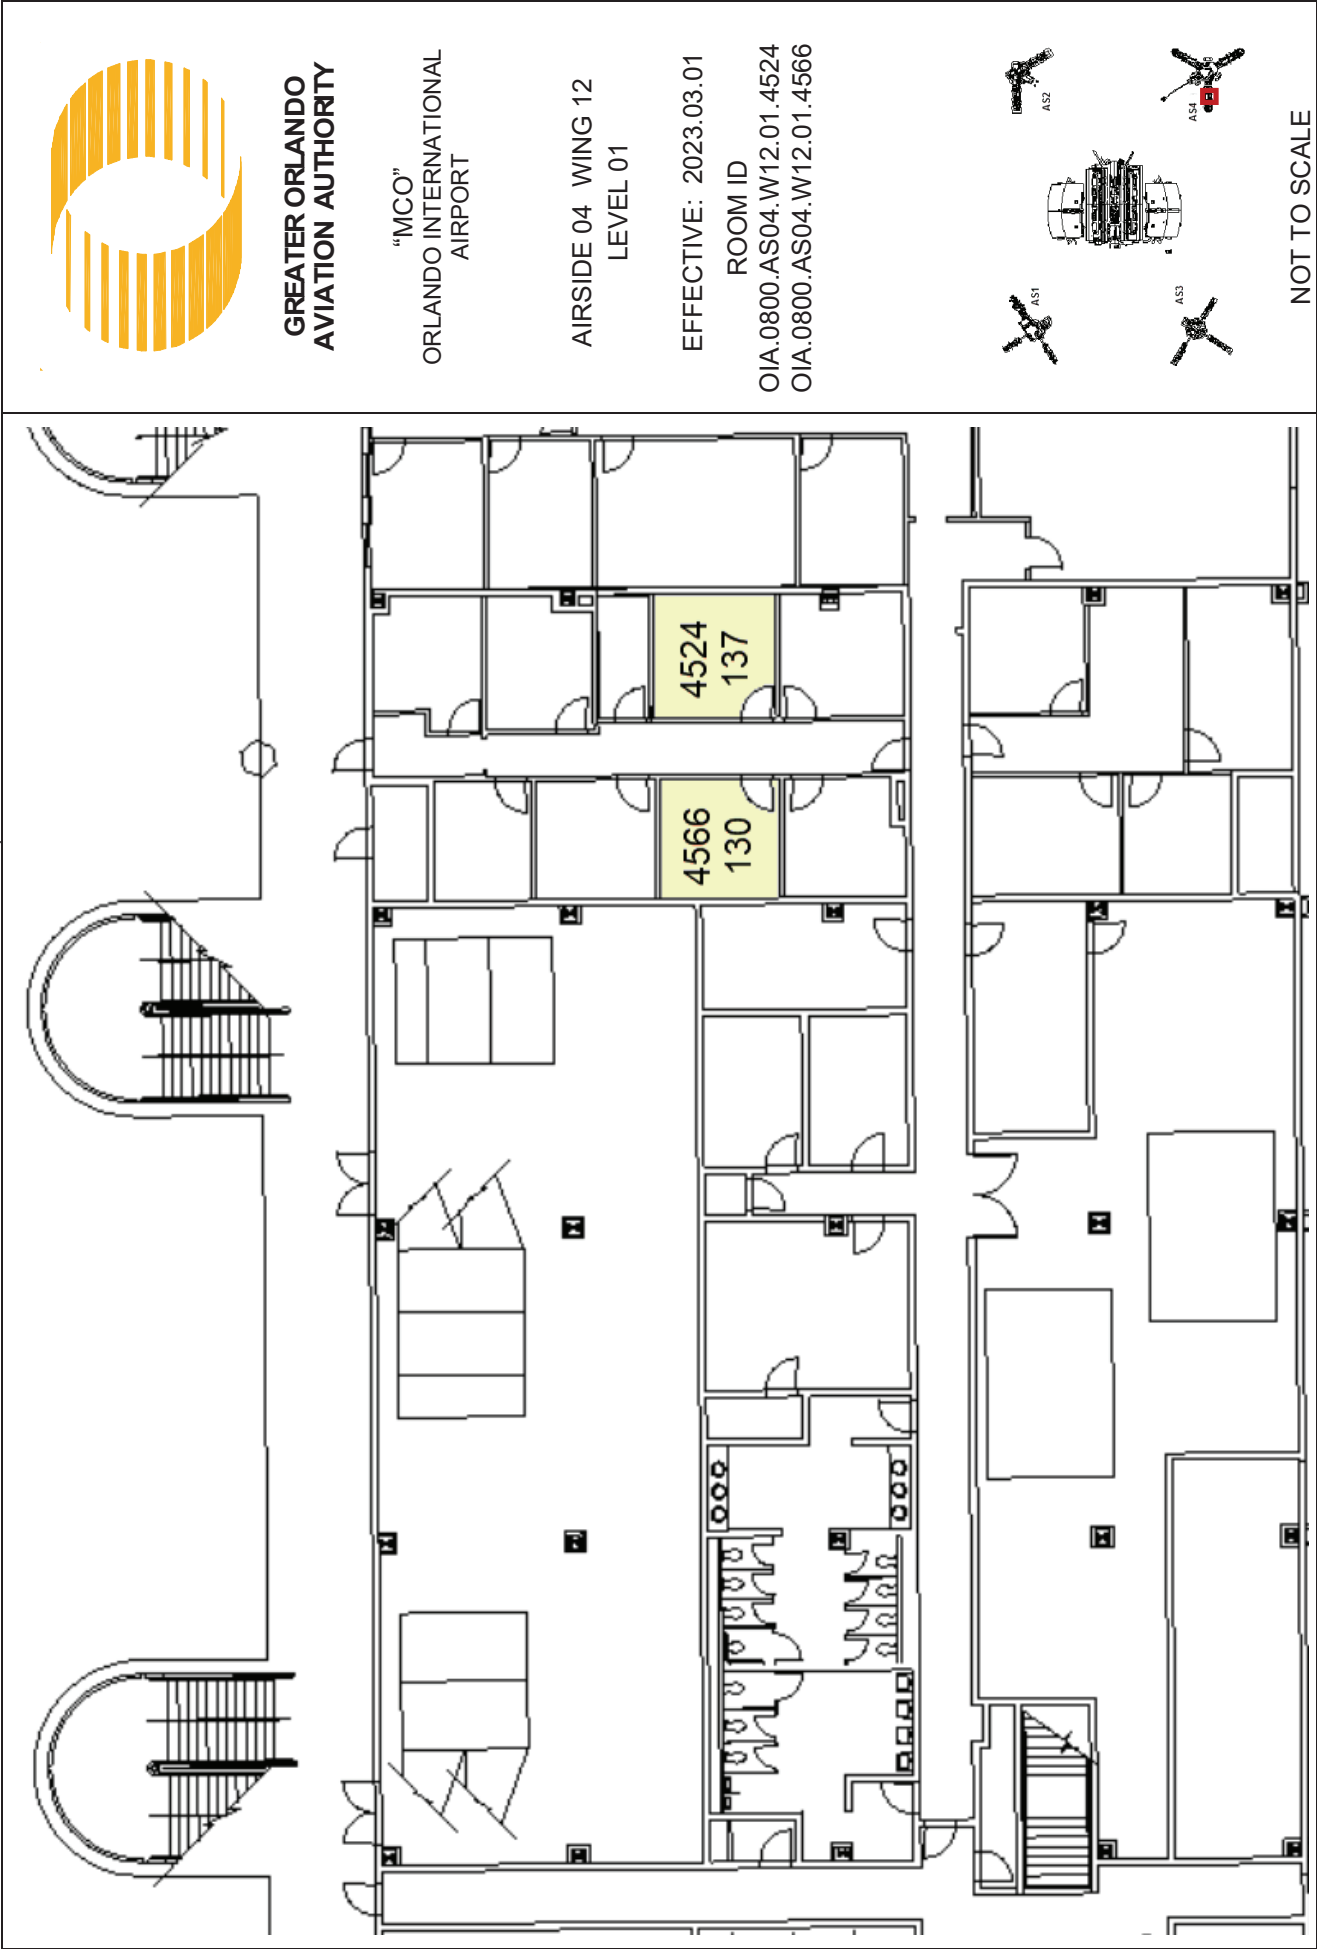 GREATER ORLANDO
AVIATION AUTHORITY
“MCO”
ORLANDO INTERNATIONAL
AIRPORT
AIRSIDE 04 WING 12
LEVEL 01
EFFECTIVE: 2023.03.01
ROOM ID
OIA.0800.AS04.W12.01.4524
OIA.0800.AS04.W12.01.4566
AS1
AS2
AS3
AS4
NOT TO SCALE
4524
137
4566
130